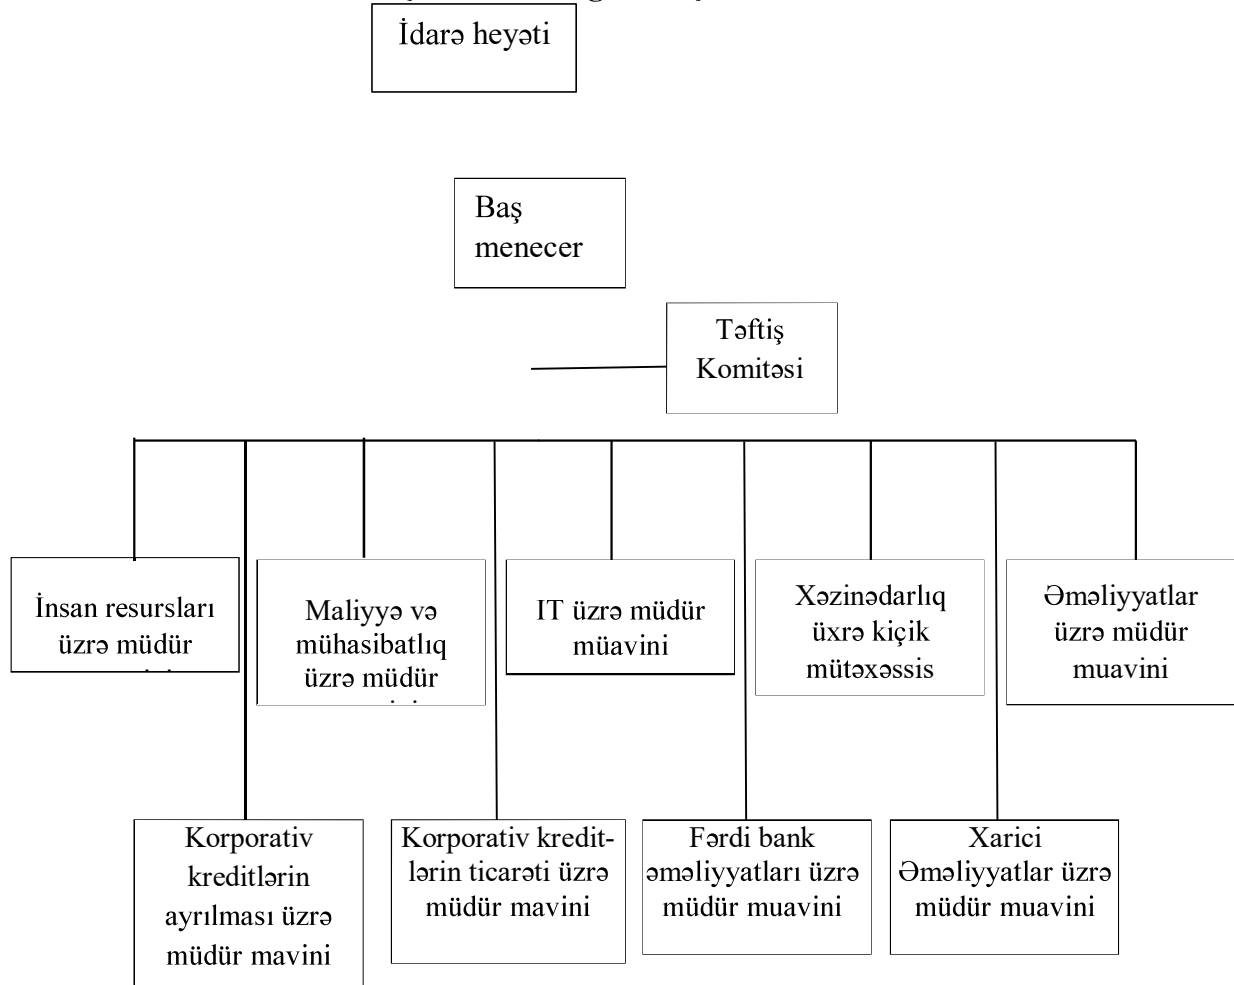 İdarə heyəti
Baş
menecer
Təftiş
Komitəsi
İnsan resursları
üzrə müdür
Maliyyə və
mühasibatlıq
üzrə müdür
IT üzrə müdür
müavini
Xəzinədarlıq
üxrə kiçik
mütəxəssis
Əməliyyatlar
üzrə müdür
muavini
Korporativ
kreditlərin
ayrılması üzrə
müdür mavini
Korporativ kredit-
lərin ticarəti üzrə
müdür mavini
Fərdi bank
əməliyyatları üzrə
müdür muavini
Xarici
Əməliyyatlar üzrə
müdür muavini